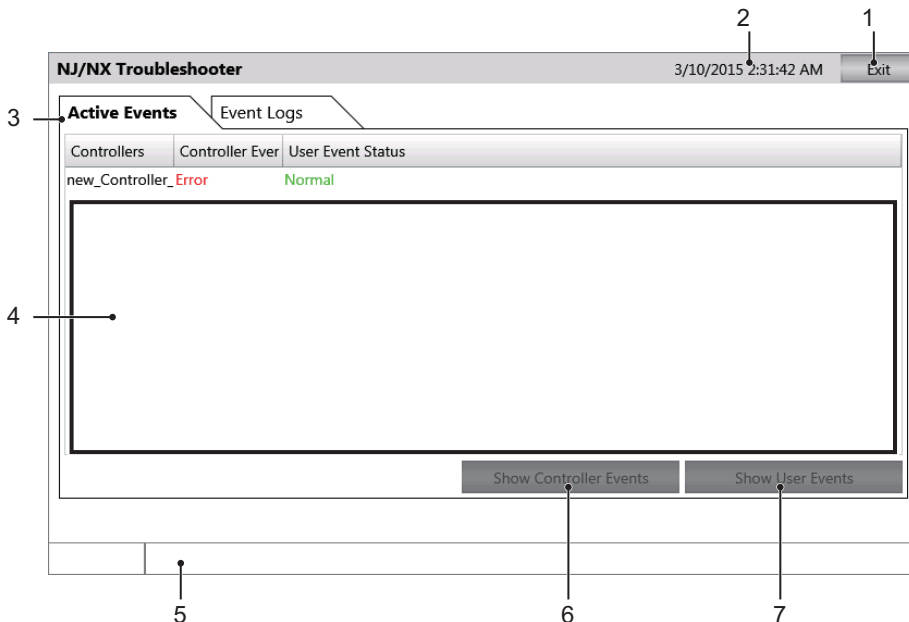 2 1
NJ/NX Troubleshooter 3/10/2015 2:31:42 AM Exit
3 Active Events Event Logs
Controllers Controller Ever User Event Status
new_Controller_ Error Normal
4
Show Controller Events Show User Events
5 6 7